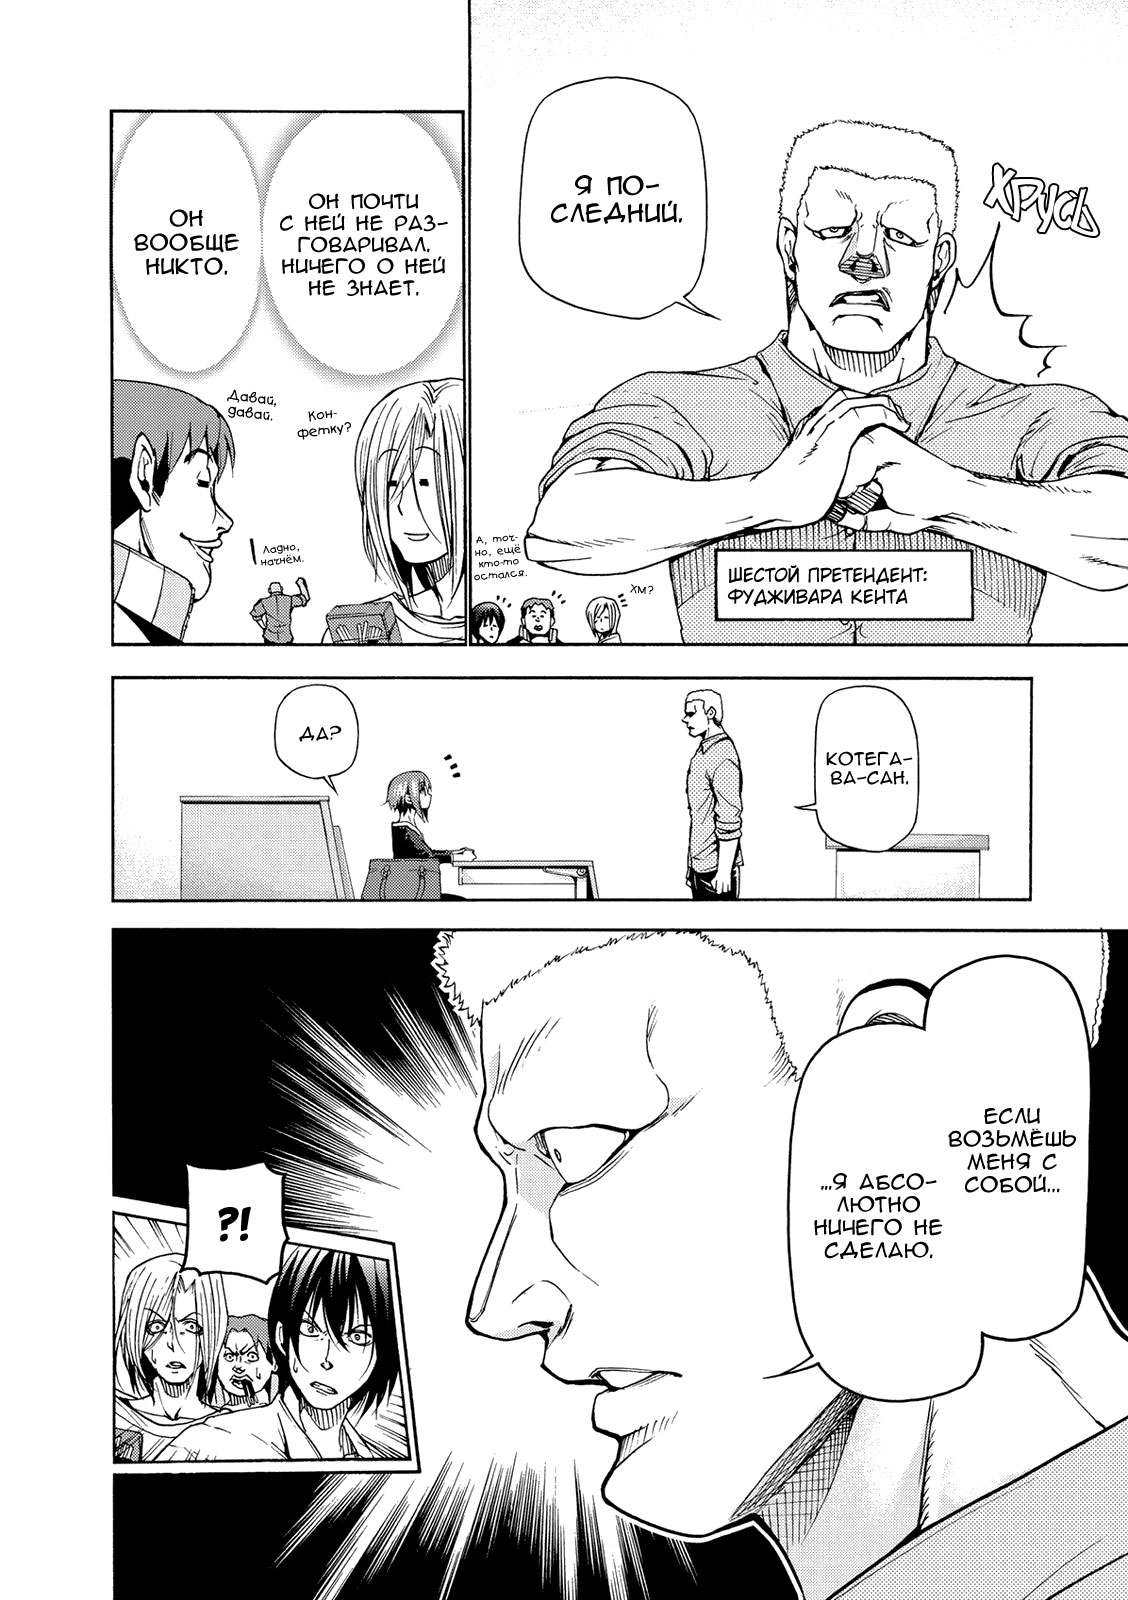 Я ПО-
СЛЕДНИЙ.
ХРУСЬ
ШЕСТОЙ ПРЕТЕНДЕНТ:
ФУДЖИВАРА КЕНТА
ХМ?
А, точ-
но, ещё
кто-то
остался.
ОН ПОЧТИ
С НЕЙ НЕ РАЗ-
ГОВАРИВАЛ.
НИЧЕГО О НЕЙ
НЕ ЗНАЕТ.
ОН
ВООБЩЕ
НИКТО.
Кон-
фетку?
Давай,
давай.
Ладно,
начнём.
КОТЕГА-
ВА-САН.
ДА?
ЕСЛИ
ВОЗЬМЁШЬ
МЕНЯ С
СОБОЙ...
...Я АБСО-
ЛЮТНО
НИЧЕГО НЕ
СДЕЛАЮ.
?!